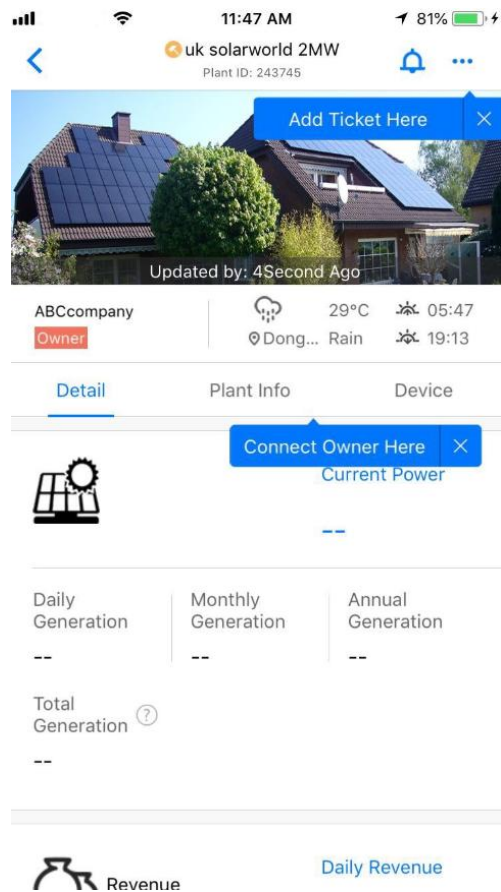 11:47 AM
81%
uk solarworld 2MW
Plant ID: 243745
Add Ticket Here
Updated by: 4Second Ago
ABCcompany
29°C
05:47
Owner
Dong...
Rain
19:13
Detail
Plant Info
Device
Connect Owner Here
Current Power
--
Daily
Generation
--
Monthly
Generation
--
Annual
Generation
--
Total
Generation
?
--
Daily Revenue
Revenue